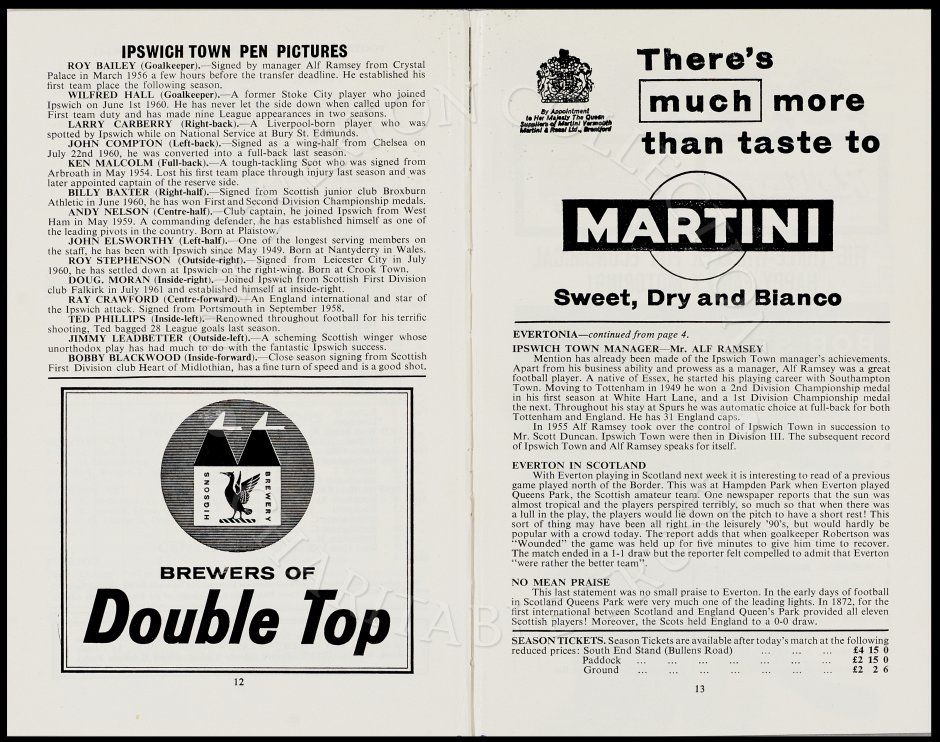 IPSWICH TOWN PEN PICTURES
ROY BAILEY (Goalkeeper).—Signed by manager Alf Ramsey from Crystal
Palace in March 1956 a few hours before the transfer deadline. He established his
first team place the following season.
WILFRED HALL (Goalkeeper).—A former Stoke City player who joined
Ipswich on June 1st 1960. He has never let the side down when called upon for
First team duty and has made nine League appearances in two seasons.
LARRY CARBERRY (Right-back).—A Liverpool-born player who was
spotted by Ipswich while on National Service at Bury St. Edmunds.
JOHN COMPTON (Left-back).—Signed as a wing-half from Chelsea on
July 22nd 1960, he was converted into a full-back last season.
KEN MALCOLM (Full-back).—A tough-tackling Scot who was signed from
Arbroath in May 1954. Lost his first team place through injury last season and was
later appointed captain of the reserve side.
BILLY BAXTER (Right-half).—Signed from Scottish junior club Broxburn
Athletic in June 1960, he has won First and Second Division Championship medals.
ANDY NELSON (Centre-half).—Club captain, he joined Ipswich from West
Ham in May 1959. A commanding defender, he has established himself as one of
the leading pivots in the country. Born at Plaistow.
JOHN ELSWORTHY (Left-half).—One of the longest serving members on
the staff, he has been with Ipswich since May 1949. Born at Nantyderry in Wales.
ROY STEPHENSON (Outside-right).—Signed from Leicester City in July
1960, he has settled down at Ipswich on the right-wing. Born at Crook Town.
DOUG. MORAN (Inside-right).—Joined Ipswich from Scottish First Division
club Falkirk in July 1961 and established himself at inside-right.
RAY CRAWFORD (Centre-forward).—An England international and star of
the Ipswich attack. Signed from Portsmouth in September 1958.
TED PHILLIPS (Inside-left).—Renowned throughout football for his terrific
shooting, Ted bagged 28 League goals last season.
JIMMY LEADBETTER (Outside-left).—A scheming Scottish winger whose
unorthodox play has had much to do with the fantastic Ipswich success.
BOBBY BLACKWOOD (Inside-forward).—Close season signing from Scottish
First Division club Heart of Midlothian, has a fine turn of speed and is a good shot.
HIGSONS
BREWERY
BREWERS OF
Double Top
12
By Appointment
to Her Majesty The Queen
Suppliers of Martini Vermouth
Martini & Rossi Ltd., Brentford
There's
much more
than taste to
MARTINI
Sweet, Dry and Bianco
EVERTONIA—continued from page 4.
IPSWICH TOWN MANAGER—Mr. ALF RAMSEY
Mention has already been made of the Ipswich Town manager's achievements.
Apart from his business ability and prowess as a manager, Alf Ramsey was a great
football player. A native of Essex, he started his playing career with Southampton
Town. Moving to Tottenham in 1949 he won a 2nd Division Championship medal
in his first season at White Hart Lane, and a 1st Division Championship medal
the next. Throughout his stay at Spurs he was automatic choice at full-back for both
Tottenham and England. He has 31 England caps.
In 1955 Alf Ramsey took over the control of Ipswich Town in succession to
Mr. Scott Duncan. Ipswich Town were then in Division III. The subsequent record
of Ipswich Town and Alf Ramsey speaks for itself.
EVERTON IN SCOTLAND
With Everton playing in Scotland next week it is interesting to read of a previous
game played north of the Border. This was at Hampden Park when Everton played
Queens Park, the Scottish amateur team. One newspaper reports that the sun was
almost tropical and the players perspired terribly, so much so that when there was
a lull in the play, the players would lie down on the pitch to have a short rest! This
sort of thing may have been all right in the leisurely '90's, but would hardly be
popular with a crowd today. The report adds that when goalkeeper Robertson was
"Wounded" the game was held up for five minutes to give him time to recover.
The match ended in a 1-1 draw but the reporter felt compelled to admit that Everton
"were rather the better team".
NO MEAN PRAISE
This last statement was no small praise to Everton. In the early days of football
in Scotland Queens Park were very much one of the leading lights. In 1872, for the
first international between Scotland and England Queen's Park provided all eleven
Scottish players! Moreover, the Scots held England to a 0-0 draw.
SEASON TICKETS. Season Tickets are available after today's match at the following
reduced prices: South End Stand (Bullens Road) ... ... ... £4 15 0
Paddock ... ... ... ... ... ... £2 15 0
Ground ... ... ... ... ... ... £2 2 6
13